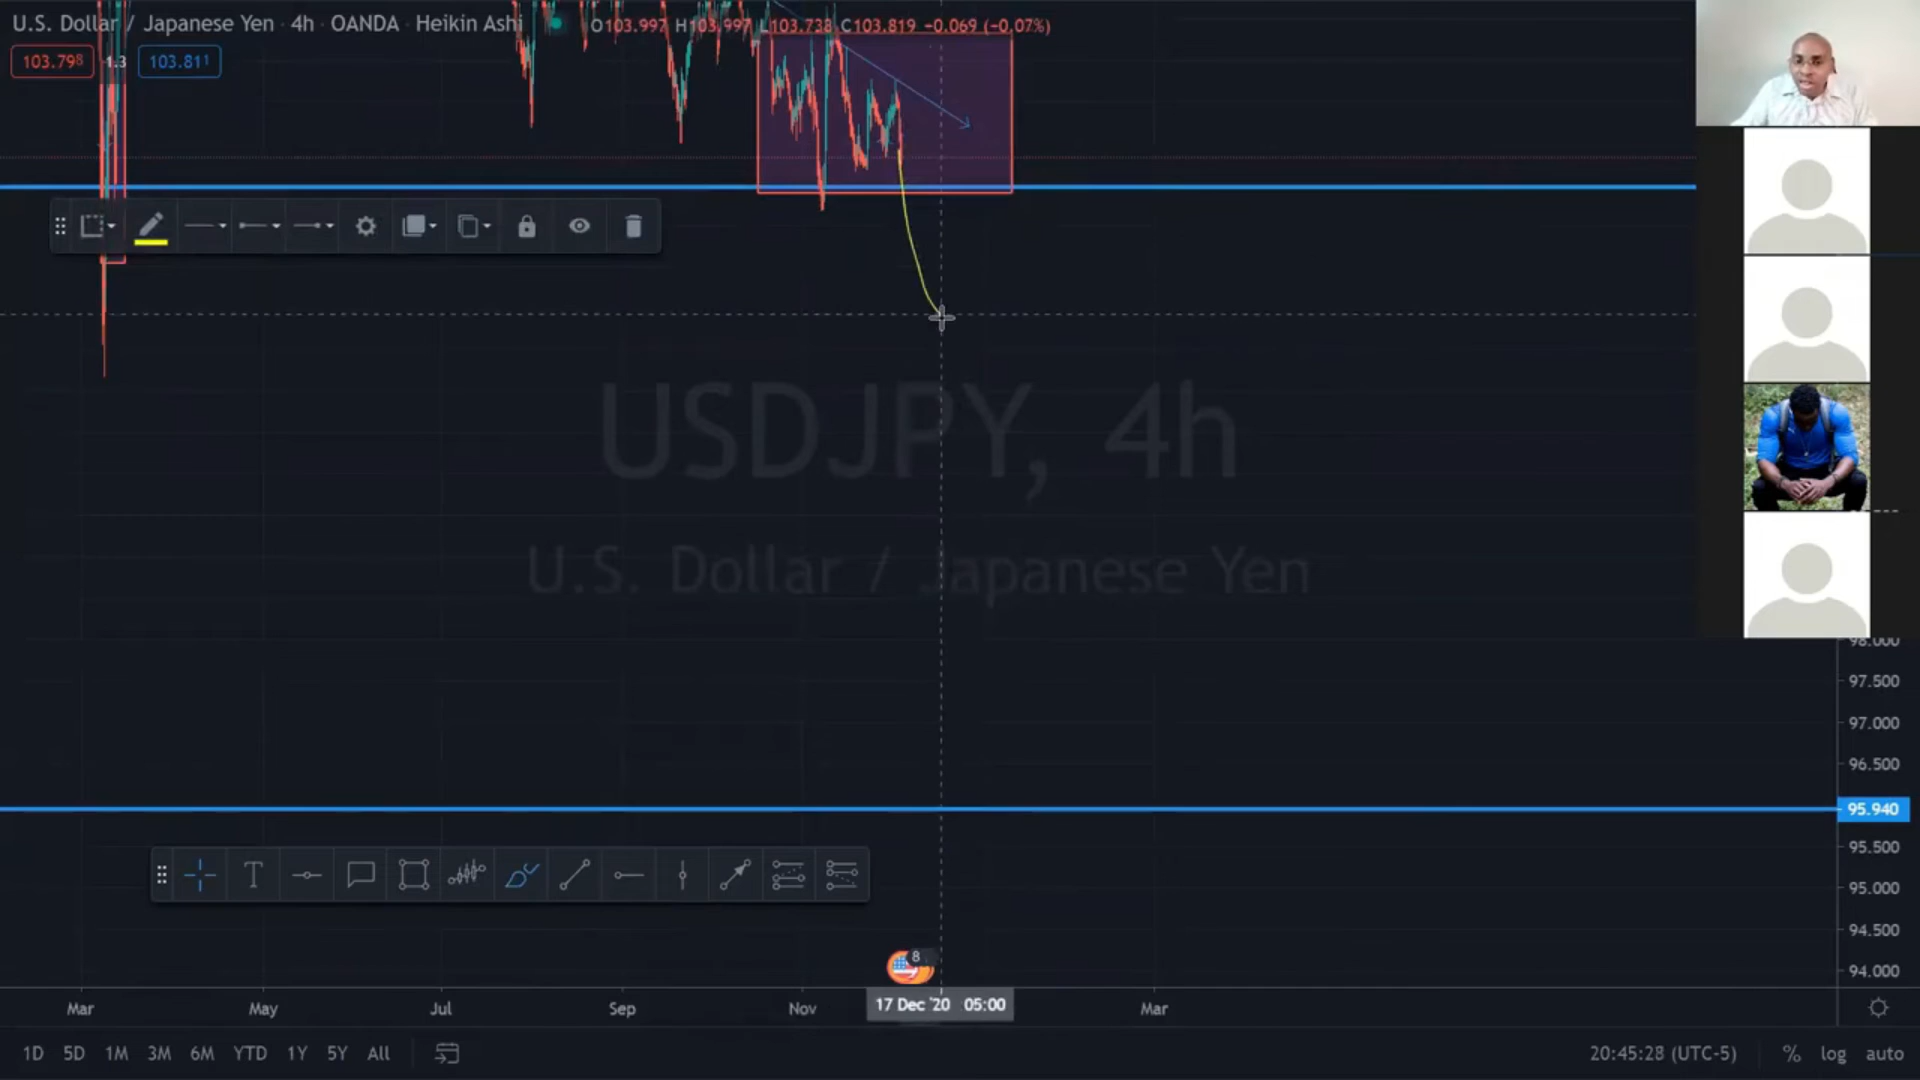 U.S. Dollar / Japanese Yen · 4h · OANDA · Heikin Ashi O103.997 H103.997 L103.738 C103.819 −0.069 (−0.07%)
103.798 1.3 103.811
USDJPY, 4h
U.S. Dollar / Japanese Yen
98.000
97.500
97.000
96.500
95.940
95.500
95.000
94.500
94.000
T
8
Mar May Jul Sep Nov 17 Dec '20 05:00 Mar
1D 5D 1M 3M 6M YTD 1Y 5Y All 20:45:28 (UTC-5) % log auto